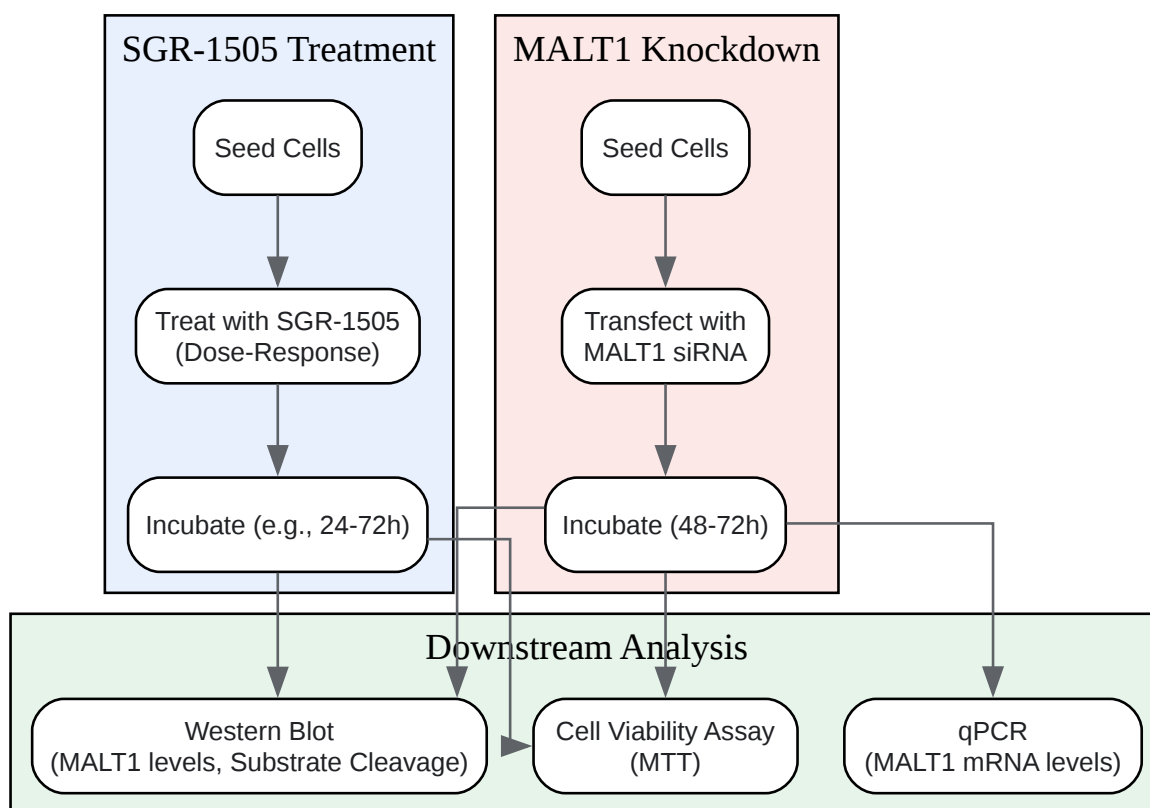 SGR-1505 Treatment
Seed Cells
Treat with SGR-1505
(Dose-Response)
Incubate (e.g., 24-72h)
MALT1 Knockdown
Seed Cells
Transfect with
MALT1 siRNA
Incubate (48-72h)
Downstream Analysis
Western Blot
(MALT1 levels, Substrate Cleavage)
Cell Viability Assay
(MTT)
qPCR
(MALT1 mRNA levels)